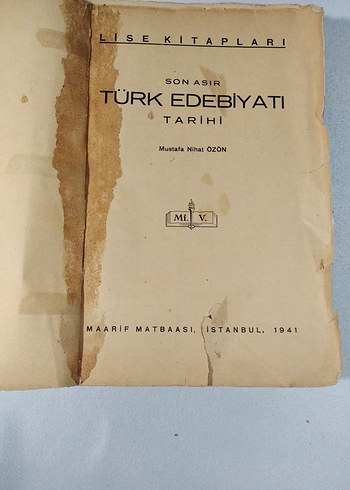 LİSE KİTAPLARI
SON ASIR
TÜRK EDEBİYATI
TARİHİ
Mustafa Nihat ÖZÖN
Mf. V.
MAARİF MATBAASI, İSTANBUL, 1941